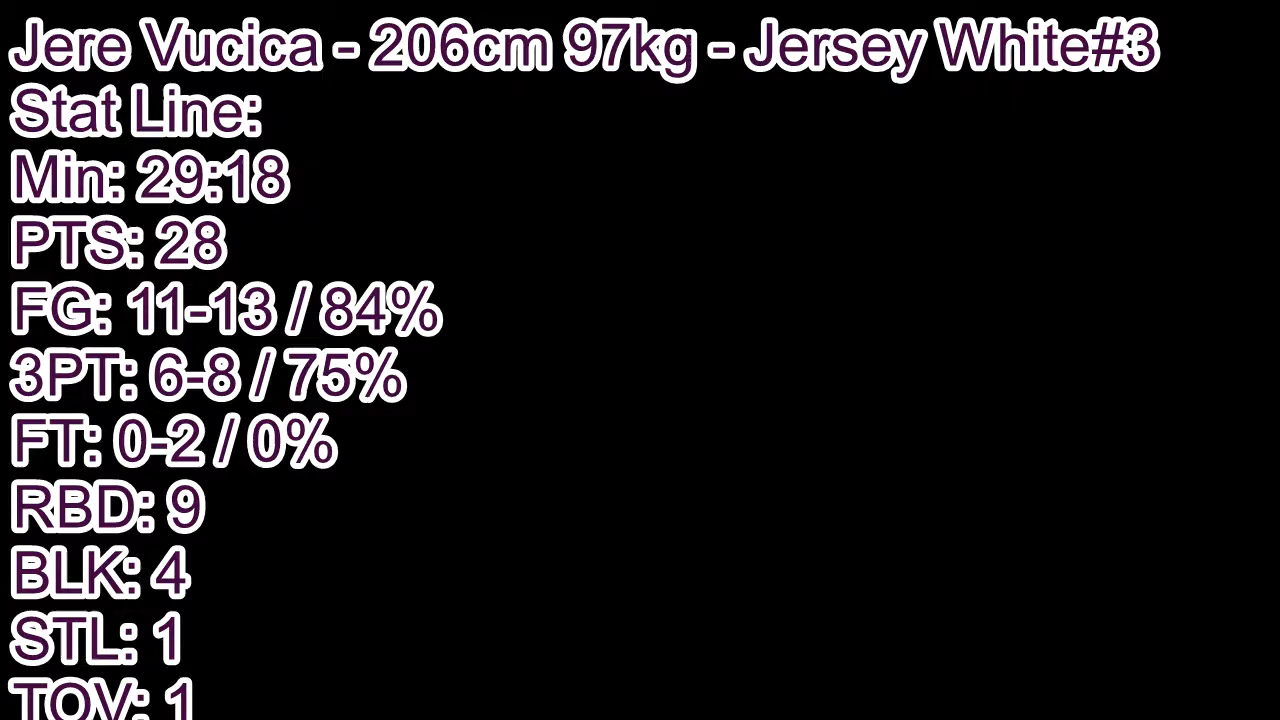 Jere Vucica - 206cm 97kg - Jersey White#3
Stat Line:
Min: 29:18
PTS: 28
FG: 11-13 / 84%
3PT: 6-8 / 75%
FT: 0-2 / 0%
RBD: 9
BLK: 4
STL: 1
TOV: 1